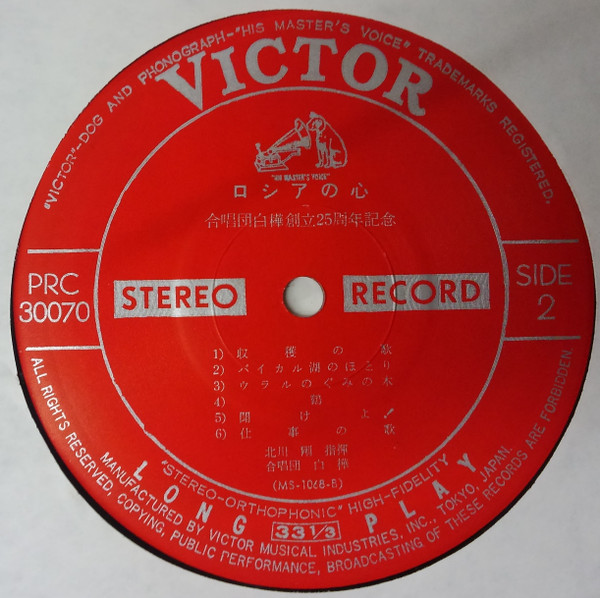 "VICTOR"-DOG AND PHONOGRAPH-"HIS MASTER'S VOICE" TRADEMARKS REGISTERED.
VICTOR
"HIS MASTER'S VOICE"
ロシアの心
合唱団白樺創立25周年記念
PRC
30070
STEREO
RECORD
SIDE
2
1) 収穫の歌
2) バイカル湖のほとり
3) ウラルのぐみの木
4) 鶴
5) 開けよ!
6) 仕事の歌
北川 翔 指揮
合唱団 白樺
(MS-1068-B)
"STEREO-ORTHOPHONIC" HIGH-FIDELITY
LONG 33 1/3 PLAY
MANUFACTURED BY VICTOR MUSICAL INDUSTRIES, INC., TOKYO, JAPAN.
ALL RIGHTS RESERVED, COPYING, PUBLIC PERFORMANCE, BROADCASTING OF THESE RECORDS ARE FORBIDDEN.